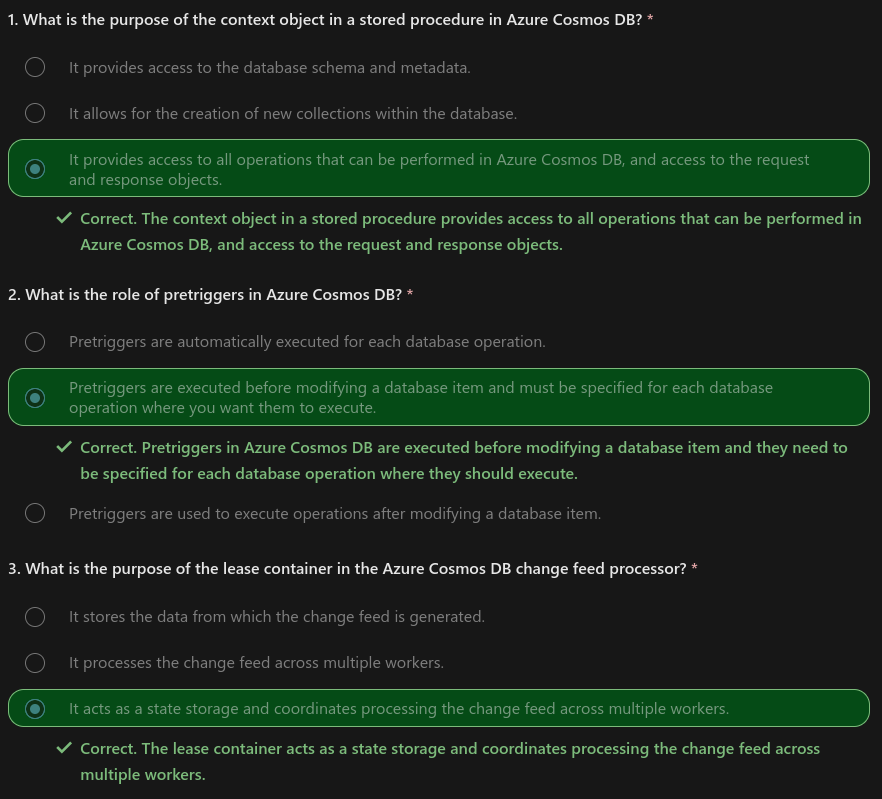 1. What is the purpose of the context object in a stored procedure in Azure Cosmos DB? *
It provides access to the database schema and metadata.
It allows for the creation of new collections within the database.
It provides access to all operations that can be performed in Azure Cosmos DB, and access to the request
and response objects.
Correct. The context object in a stored procedure provides access to all operations that can be performed in
Azure Cosmos DB, and access to the request and response objects.
2. What is the role of pretriggers in Azure Cosmos DB? *
Pretriggers are automatically executed for each database operation.
Pretriggers are executed before modifying a database item and must be specified for each database
operation where you want them to execute.
Correct. Pretriggers in Azure Cosmos DB are executed before modifying a database item and they need to
be specified for each database operation where they should execute.
Pretriggers are used to execute operations after modifying a database item.
3. What is the purpose of the lease container in the Azure Cosmos DB change feed processor? *
It stores the data from which the change feed is generated.
It processes the change feed across multiple workers.
It acts as a state storage and coordinates processing the change feed across multiple workers.
Correct. The lease container acts as a state storage and coordinates processing the change feed across
multiple workers.